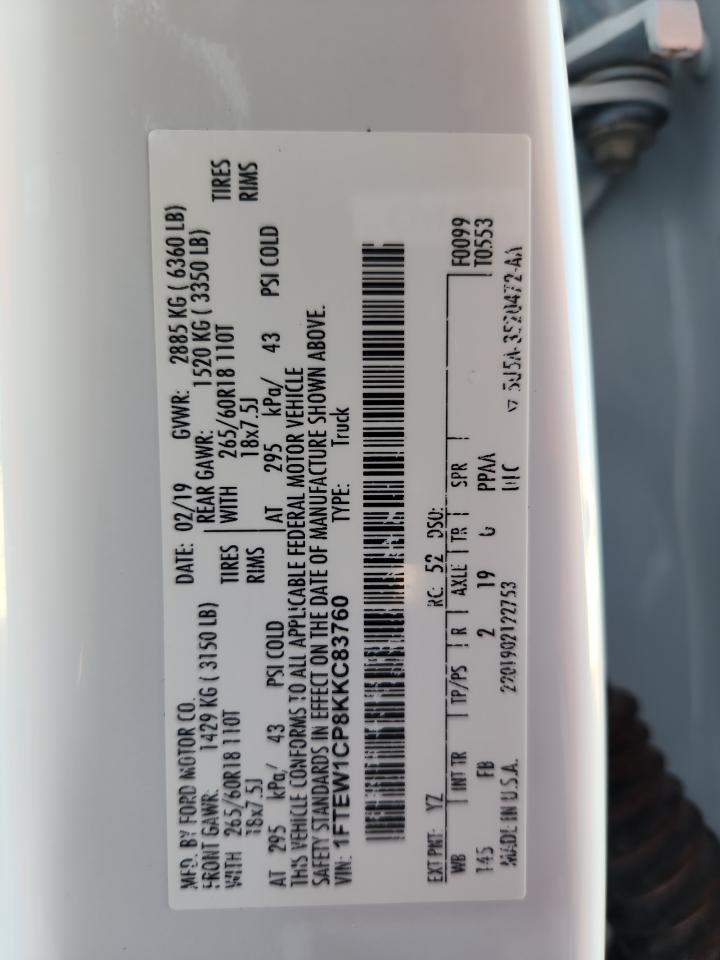 MFD. BY FORD MOTOR CO.
DATE: 02/19 GVWR: 2885 KG ( 6360 LB)
FRONT GAWR: 1429 KG ( 3150 LB)
REAR GAWR: 1520 KG ( 3350 LB)
WITH 265/60R18 110T TIRES
WITH 265/60R18 110T TIRES
18x7.5J RIMS
18x7.5J RIMS
AT 295 kPa/ 43 PSI COLD
AT 295 kPa/ 43 PSI COLD
THIS VEHICLE CONFORMS TO ALL APPLICABLE FEDERAL MOTOR VEHICLE
SAFETY STANDARDS IN EFFECT ON THE DATE OF MANUFACTURE SHOWN ABOVE.
VIN: 1FTEW1CP8KKC83760 TYPE: Truck
EXT PNT: YZ RC: 52 DSO:
F0099
WB INT TR TP/PS R AXLE TR SPR
T0553
145 FB 2 19 G PPAA
MADE IN U.S.A. 2201902122753 5U5A-3520472-AA